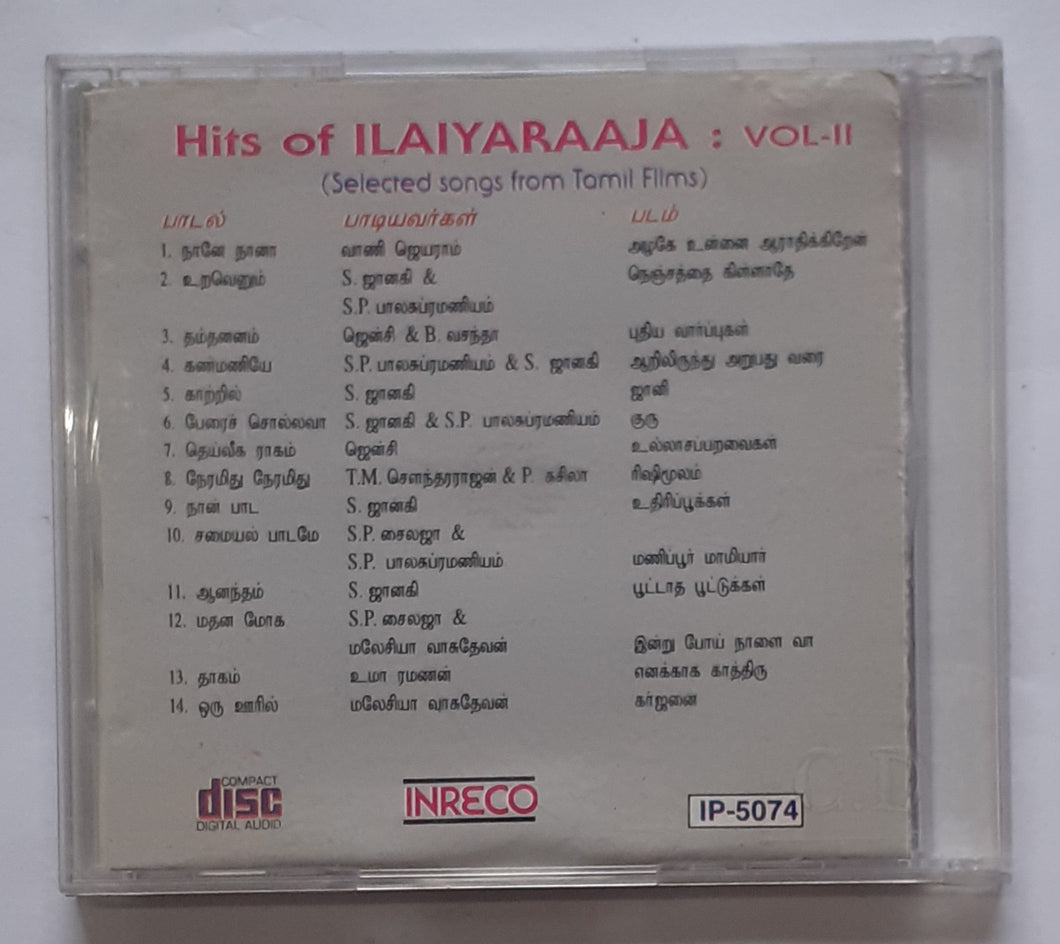 Hits of ILAIYARAAJA : VOL-II
(Selected songs from Tamil Films)
பாடல் பாடியவர்கள் படம்
1. நானே நானா வாணி ஜெயராம் அழகே உன்னை ஆராதிக்கிறேன்
2. உறவெனும் S. ஜானகி & நெஞ்சத்தை கிள்ளாதே
S.P. பாலசுப்ரமணியம்
3. தம்தனனம் ஜென்சி & B. வசந்தா புதிய வார்ப்புகள்
4. கண்மணியே S.P. பாலசுப்ரமணியம் & S. ஜானகி ஆறிலிருந்து அறுபது வரை
5. காற்றில் S. ஜானகி ஜானி
6. பேரைச் சொல்லவா S. ஜானகி & S.P. பாலசுப்ரமணியம் குரு
7. தெய்வீக ராகம் ஜென்சி உல்லாசப்பறவைகள்
8. நேரமிது நேரமிது T.M. சௌந்தரராஜன் & P. சுசிலா ரிஷிமூலம்
9. நான் பாட S. ஜானகி உதிரிப்பூக்கள்
10. சமையல் பாடமே S.P. சைலஜா &
S.P. பாலசுப்ரமணியம் மணிப்பூர் மாமியார்
11. ஆனந்தம் S. ஜானகி பூட்டாத பூட்டுக்கள்
12. மதன மோக S.P. சைலஜா &
மலேசியா வாசுதேவன் இன்று போய் நாளை வா
13. தாகம் உமா ரமணன் எனக்காக காத்திரு
14. ஒரு ஊரில் மலேசியா வாசுதேவன் கர்ஜனை
COMPACT
disc
DIGITAL AUDIO
INRECO
IP-5074
C.D